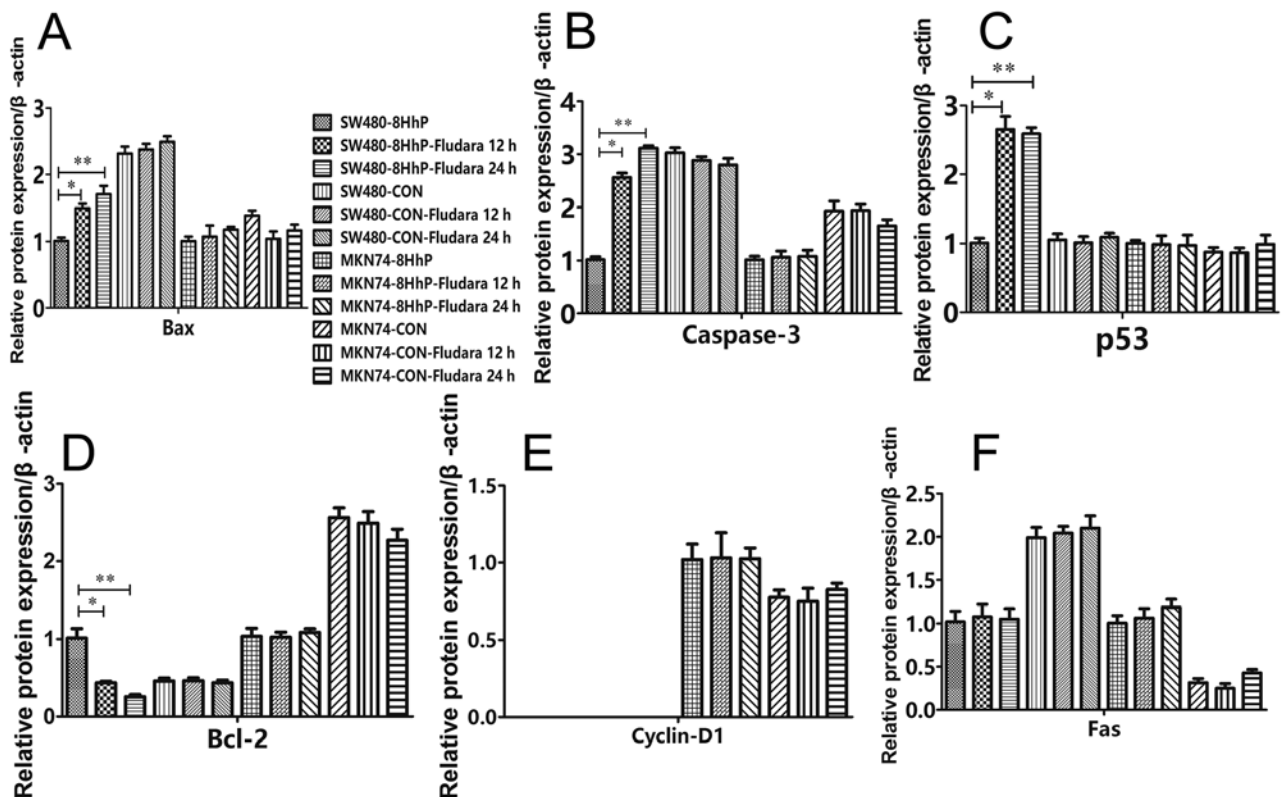 A
Relative protein expression/β -actin
3
2
1
0
**
*
Bax
SW480-8HhP
SW480-8HhP-Fludara 12 h
SW480-8HhP-Fludara 24 h
SW480-CON
SW480-CON-Fludara 12 h
SW480-CON-Fludara 24 h
MKN74-8HhP
MKN74-8HhP-Fludara 12 h
MKN74-8HhP-Fludara 24 h
MKN74-CON
MKN74-CON-Fludara 12 h
MKN74-CON-Fludara 24 h
B
Relative protein expression/β -actin
4
3
2
1
0
**
*
Caspase-3
C
Relative protein expression/β -actin
3
2
1
0
**
*
p53
D
Relative protein expression/β -actin
3
2
1
0
**
*
Bcl-2
E
Relative protein expression/β -actin
1.5
1.0
0.5
0.0
Cyclin-D1
F
Relative protein expression/β -actin
2.5
2.0
1.5
1.0
0.5
0.0
Fas